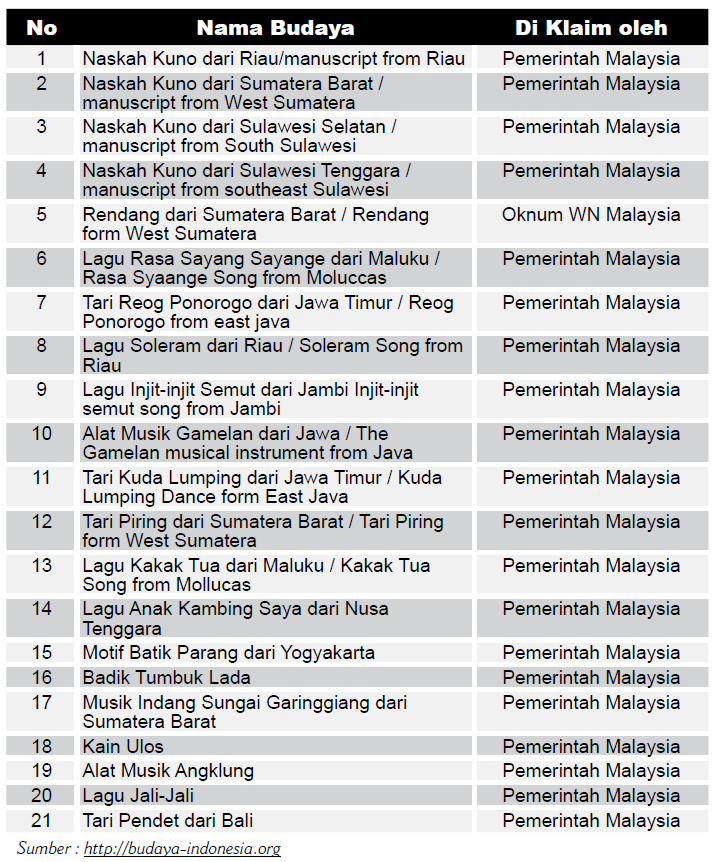 No Nama Budaya Di Klaim oleh
1 Naskah Kuno dari Riau/manuscript from Riau Pemerintah Malaysia
2 Naskah Kuno dari Sumatera Barat / Pemerintah Malaysia
manuscript from West Sumatera
3 Naskah Kuno dari Sulawesi Selatan / Pemerintah Malaysia
manuscript from South Sulawesi
4 Naskah Kuno dari Sulawesi Tenggara / Pemerintah Malaysia
manuscript from southeast Sulawesi
5 Rendang dari Sumatera Barat / Rendang Oknum WN Malaysia
form West Sumatera
6 Lagu Rasa Sayang Sayange dari Maluku / Pemerintah Malaysia
Rasa Syaange Song from Moluccas
7 Tari Reog Ponorogo dari Jawa Timur / Reog Pemerintah Malaysia
Ponorogo from east java
8 Lagu Soleram dari Riau / Soleram Song from Pemerintah Malaysia
Riau
9 Lagu Injit-injit Semut dari Jambi Injit-injit Pemerintah Malaysia
semut song from Jambi
10 Alat Musik Gamelan dari Jawa / The Pemerintah Malaysia
Gamelan musical instrument from Java
11 Tari Kuda Lumping dari Jawa Timur / Kuda Pemerintah Malaysia
Lumping Dance form East Java
12 Tari Piring dari Sumatera Barat / Tari Piring Pemerintah Malaysia
form West Sumatera
13 Lagu Kakak Tua dari Maluku / Kakak Tua Pemerintah Malaysia
Song from Mollucas
14 Lagu Anak Kambing Saya dari Nusa Pemerintah Malaysia
Tenggara
15 Motif Batik Parang dari Yogyakarta Pemerintah Malaysia
16 Badik Tumbuk Lada Pemerintah Malaysia
17 Musik Indang Sungai Garinggiang dari Pemerintah Malaysia
Sumatera Barat
18 Kain Ulos Pemerintah Malaysia
19 Alat Musik Angklung Pemerintah Malaysia
20 Lagu Jali-Jali Pemerintah Malaysia
21 Tari Pendet dari Bali Pemerintah Malaysia
Sumber : http://budaya-indonesia.org